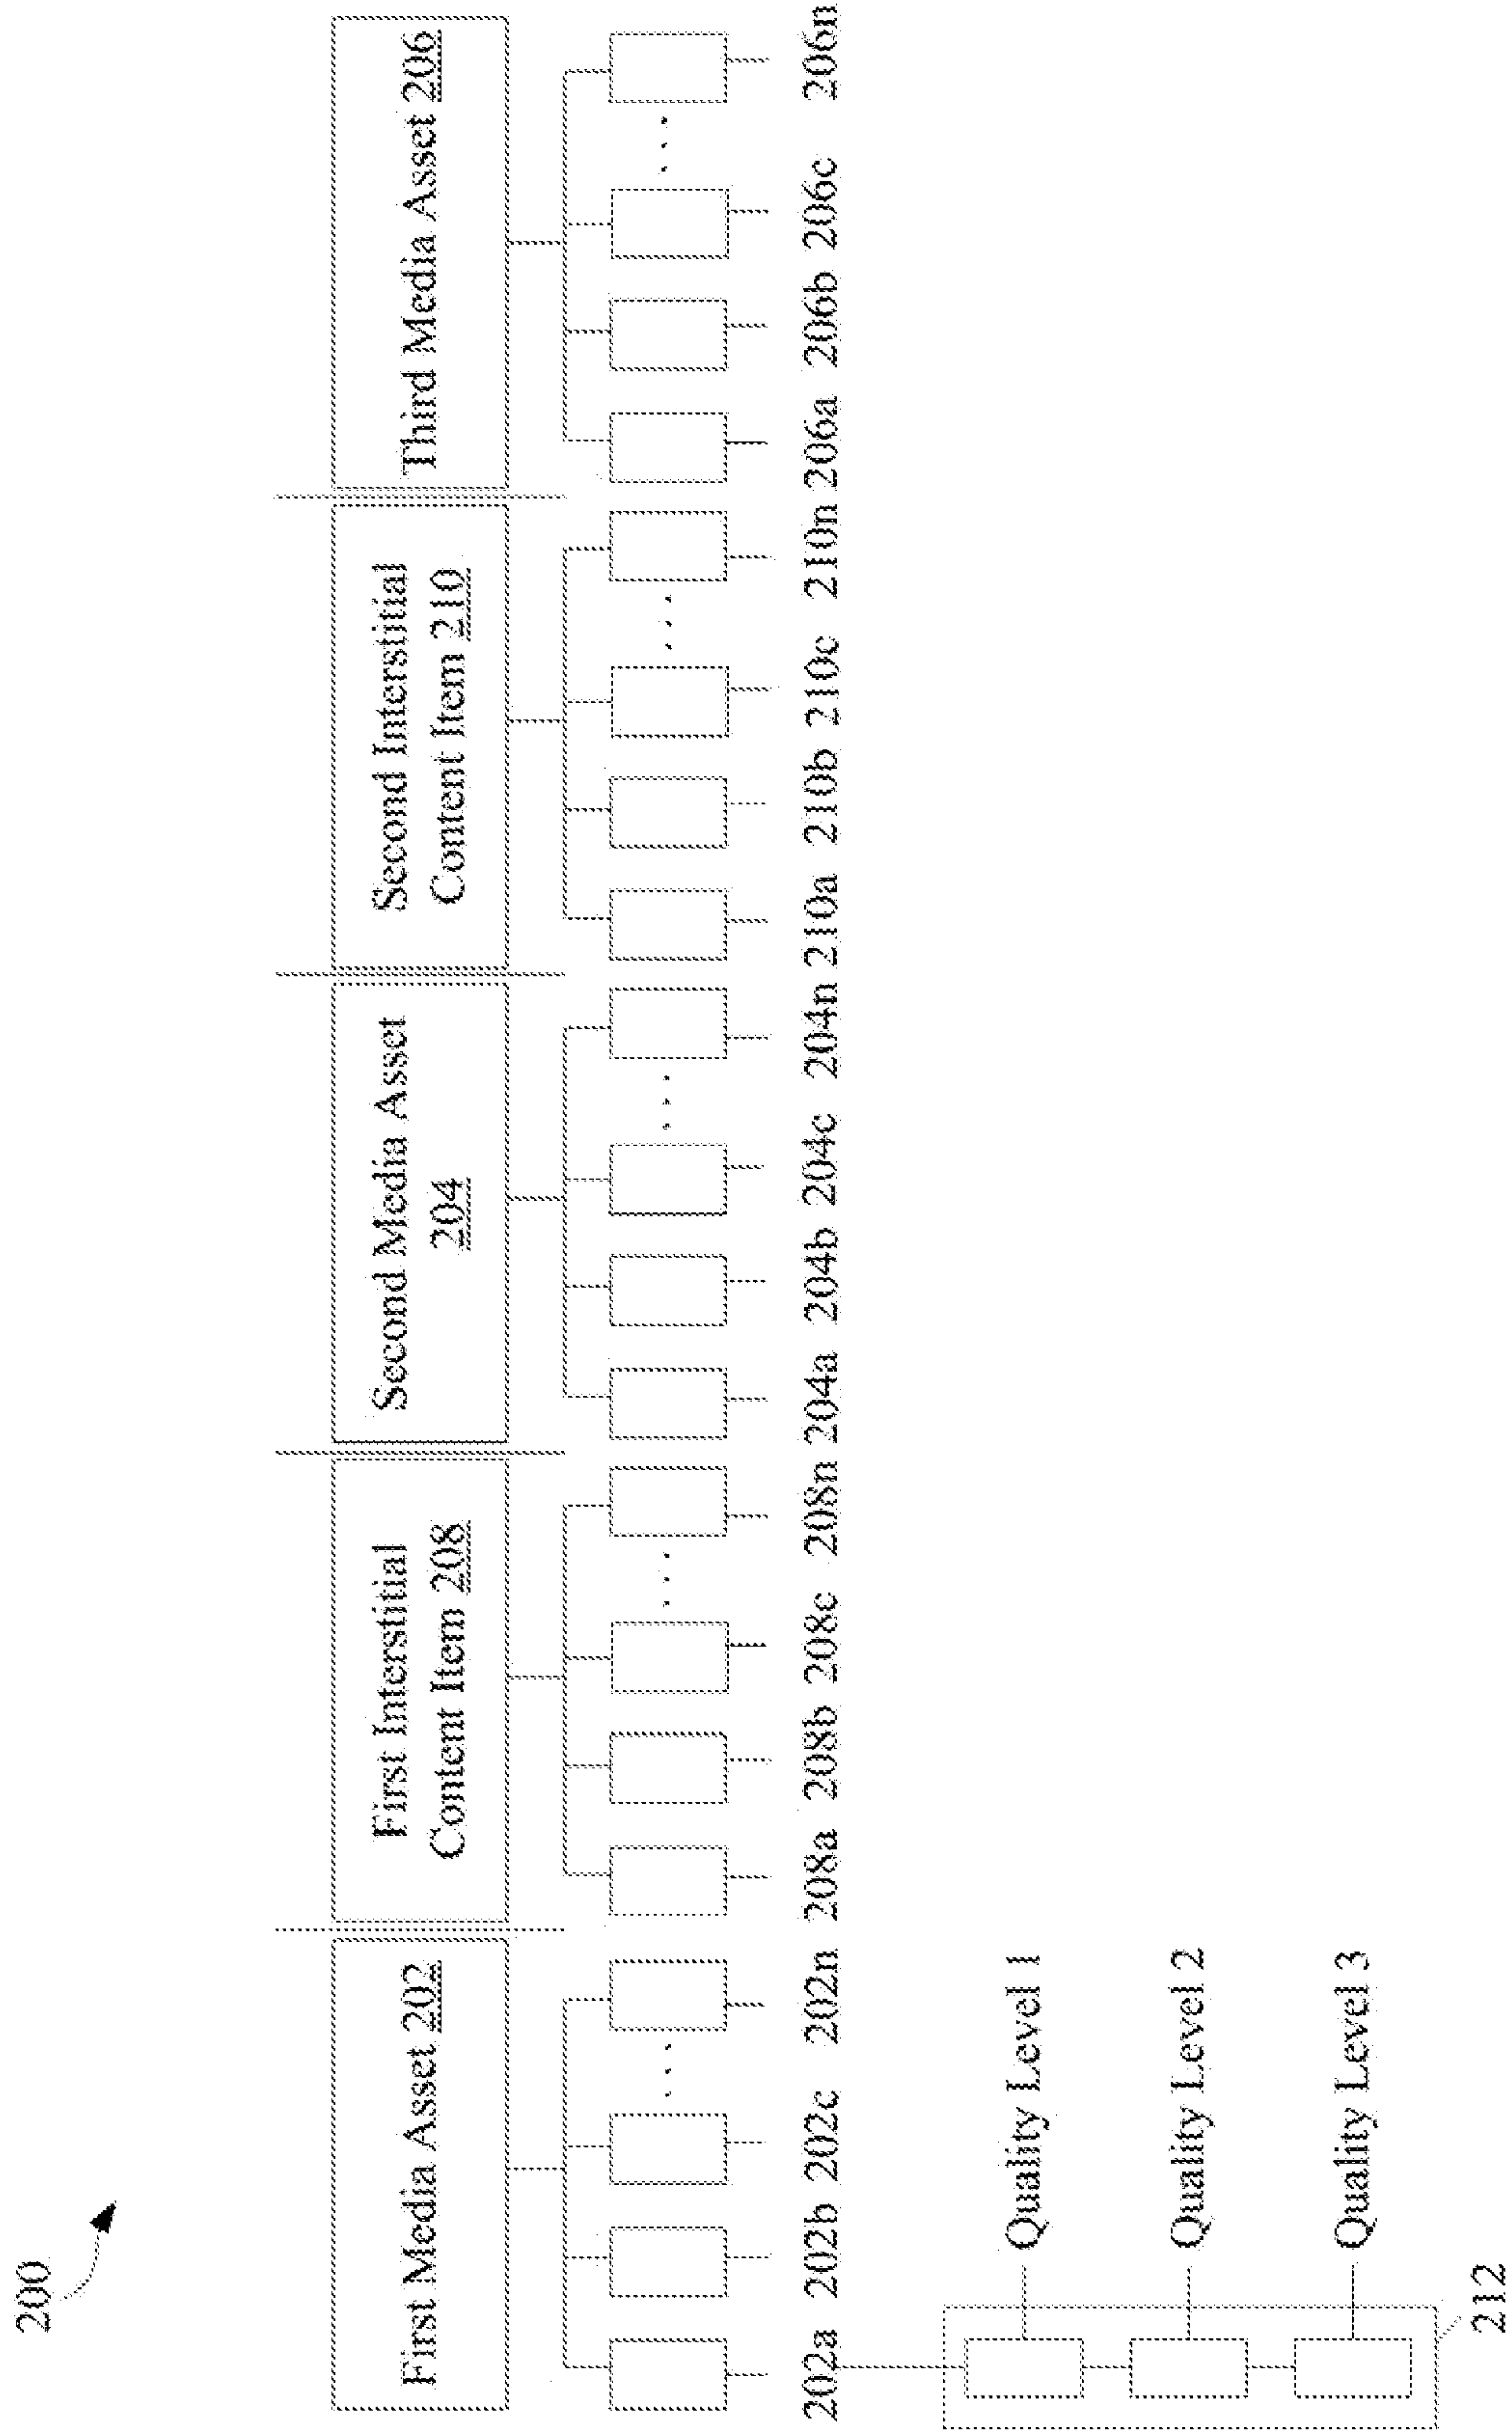 200
First Media Asset 202
First Interstitial
Content Item 208
Second Media Asset
204
Second Interstitial
Content Item 210
Third Media Asset 206
202a 202b 202c 202n 208a 208b 208c 208n 204a 204b 204c 204n 210a 210b 210c 210n 206a 206b 206c 206n
Quality Level 1
Quality Level 2
Quality Level 3
212